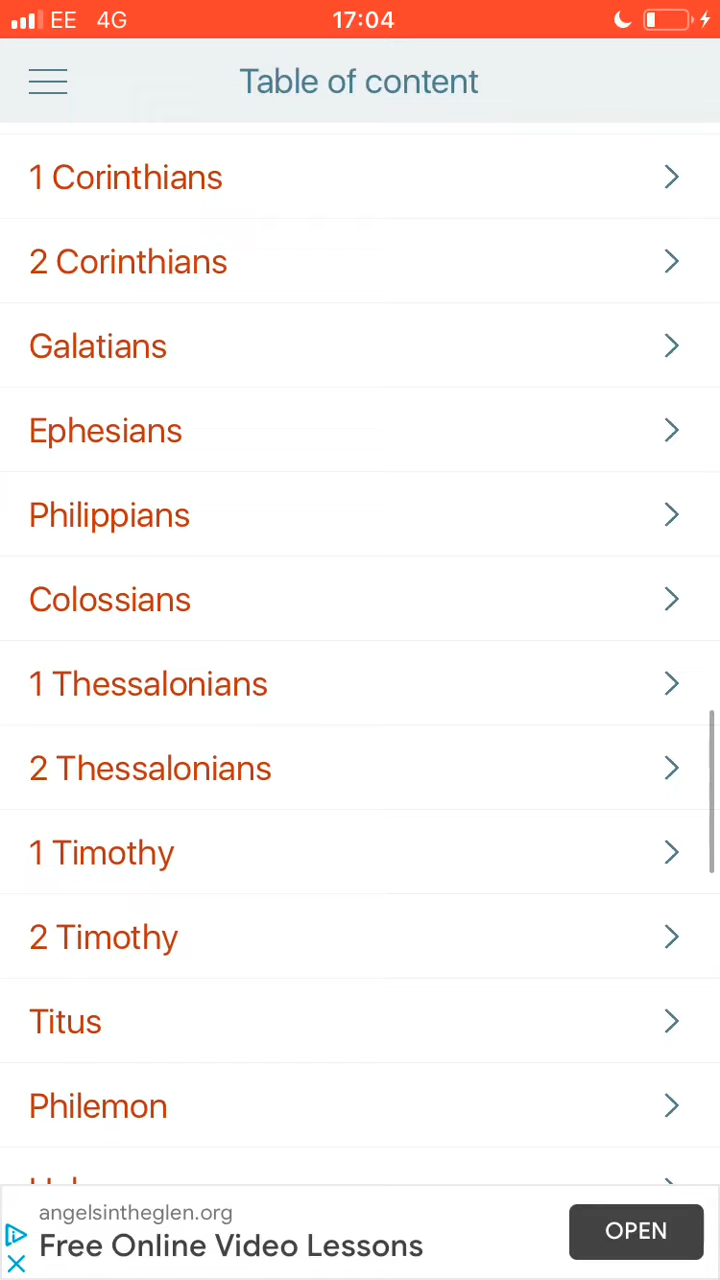 EE 4G 17:04
Table of content
1 Corinthians
2 Corinthians
Galatians
Ephesians
Philippians
Colossians
1 Thessalonians
2 Thessalonians
1 Timothy
2 Timothy
Titus
Philemon
angelsintheglen.org
Free Online Video Lessons
OPEN